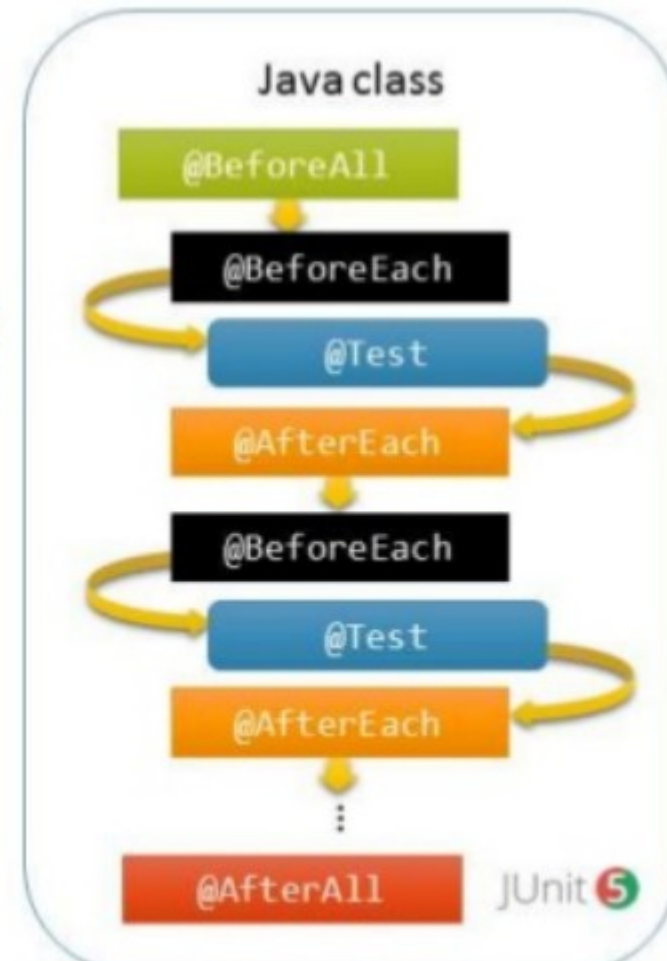 Java class
@BeforeAll
@BeforeEach
@Test
@AfterEach
@BeforeEach
@Test
@AfterEach
⋮
@AfterAll
JUnit 5